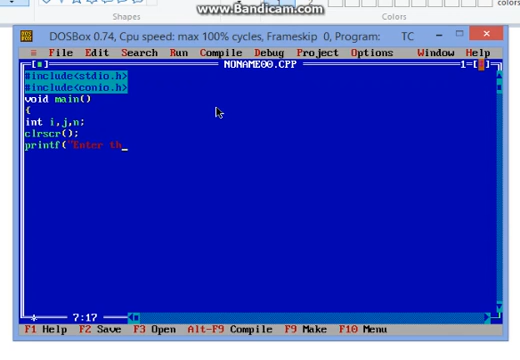 www.Bandicam.com
Shapes
Colors
colors
DOSBox 0.74, Cpu speed: max 100% cycles, Frameskip 0, Program: TC
File Edit Search Run Compile Debug Project Options Window Help
NONAME00.CPP 1
#include<stdio.h>
#include<conio.h>
void main()
{
int i,j,n;
clrscr();
printf("Enter th_
7:17
F1 Help F2 Save F3 Open Alt-F9 Compile F9 Make F10 Menu